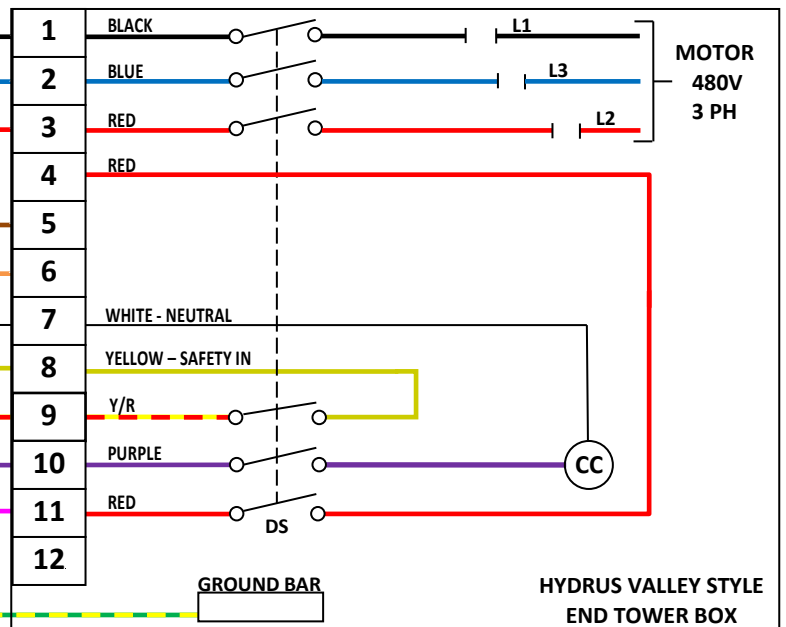 1 BLACK L1
MOTOR
2 BLUE L3
480V
3 RED L2
3 PH
4 RED
5
6
7 WHITE - NEUTRAL
8 YELLOW – SAFETY IN
9 Y/R
10 PURPLE CC
11 RED
DS
12.
GROUND BAR
HYDRUS VALLEY STYLE
END TOWER BOX